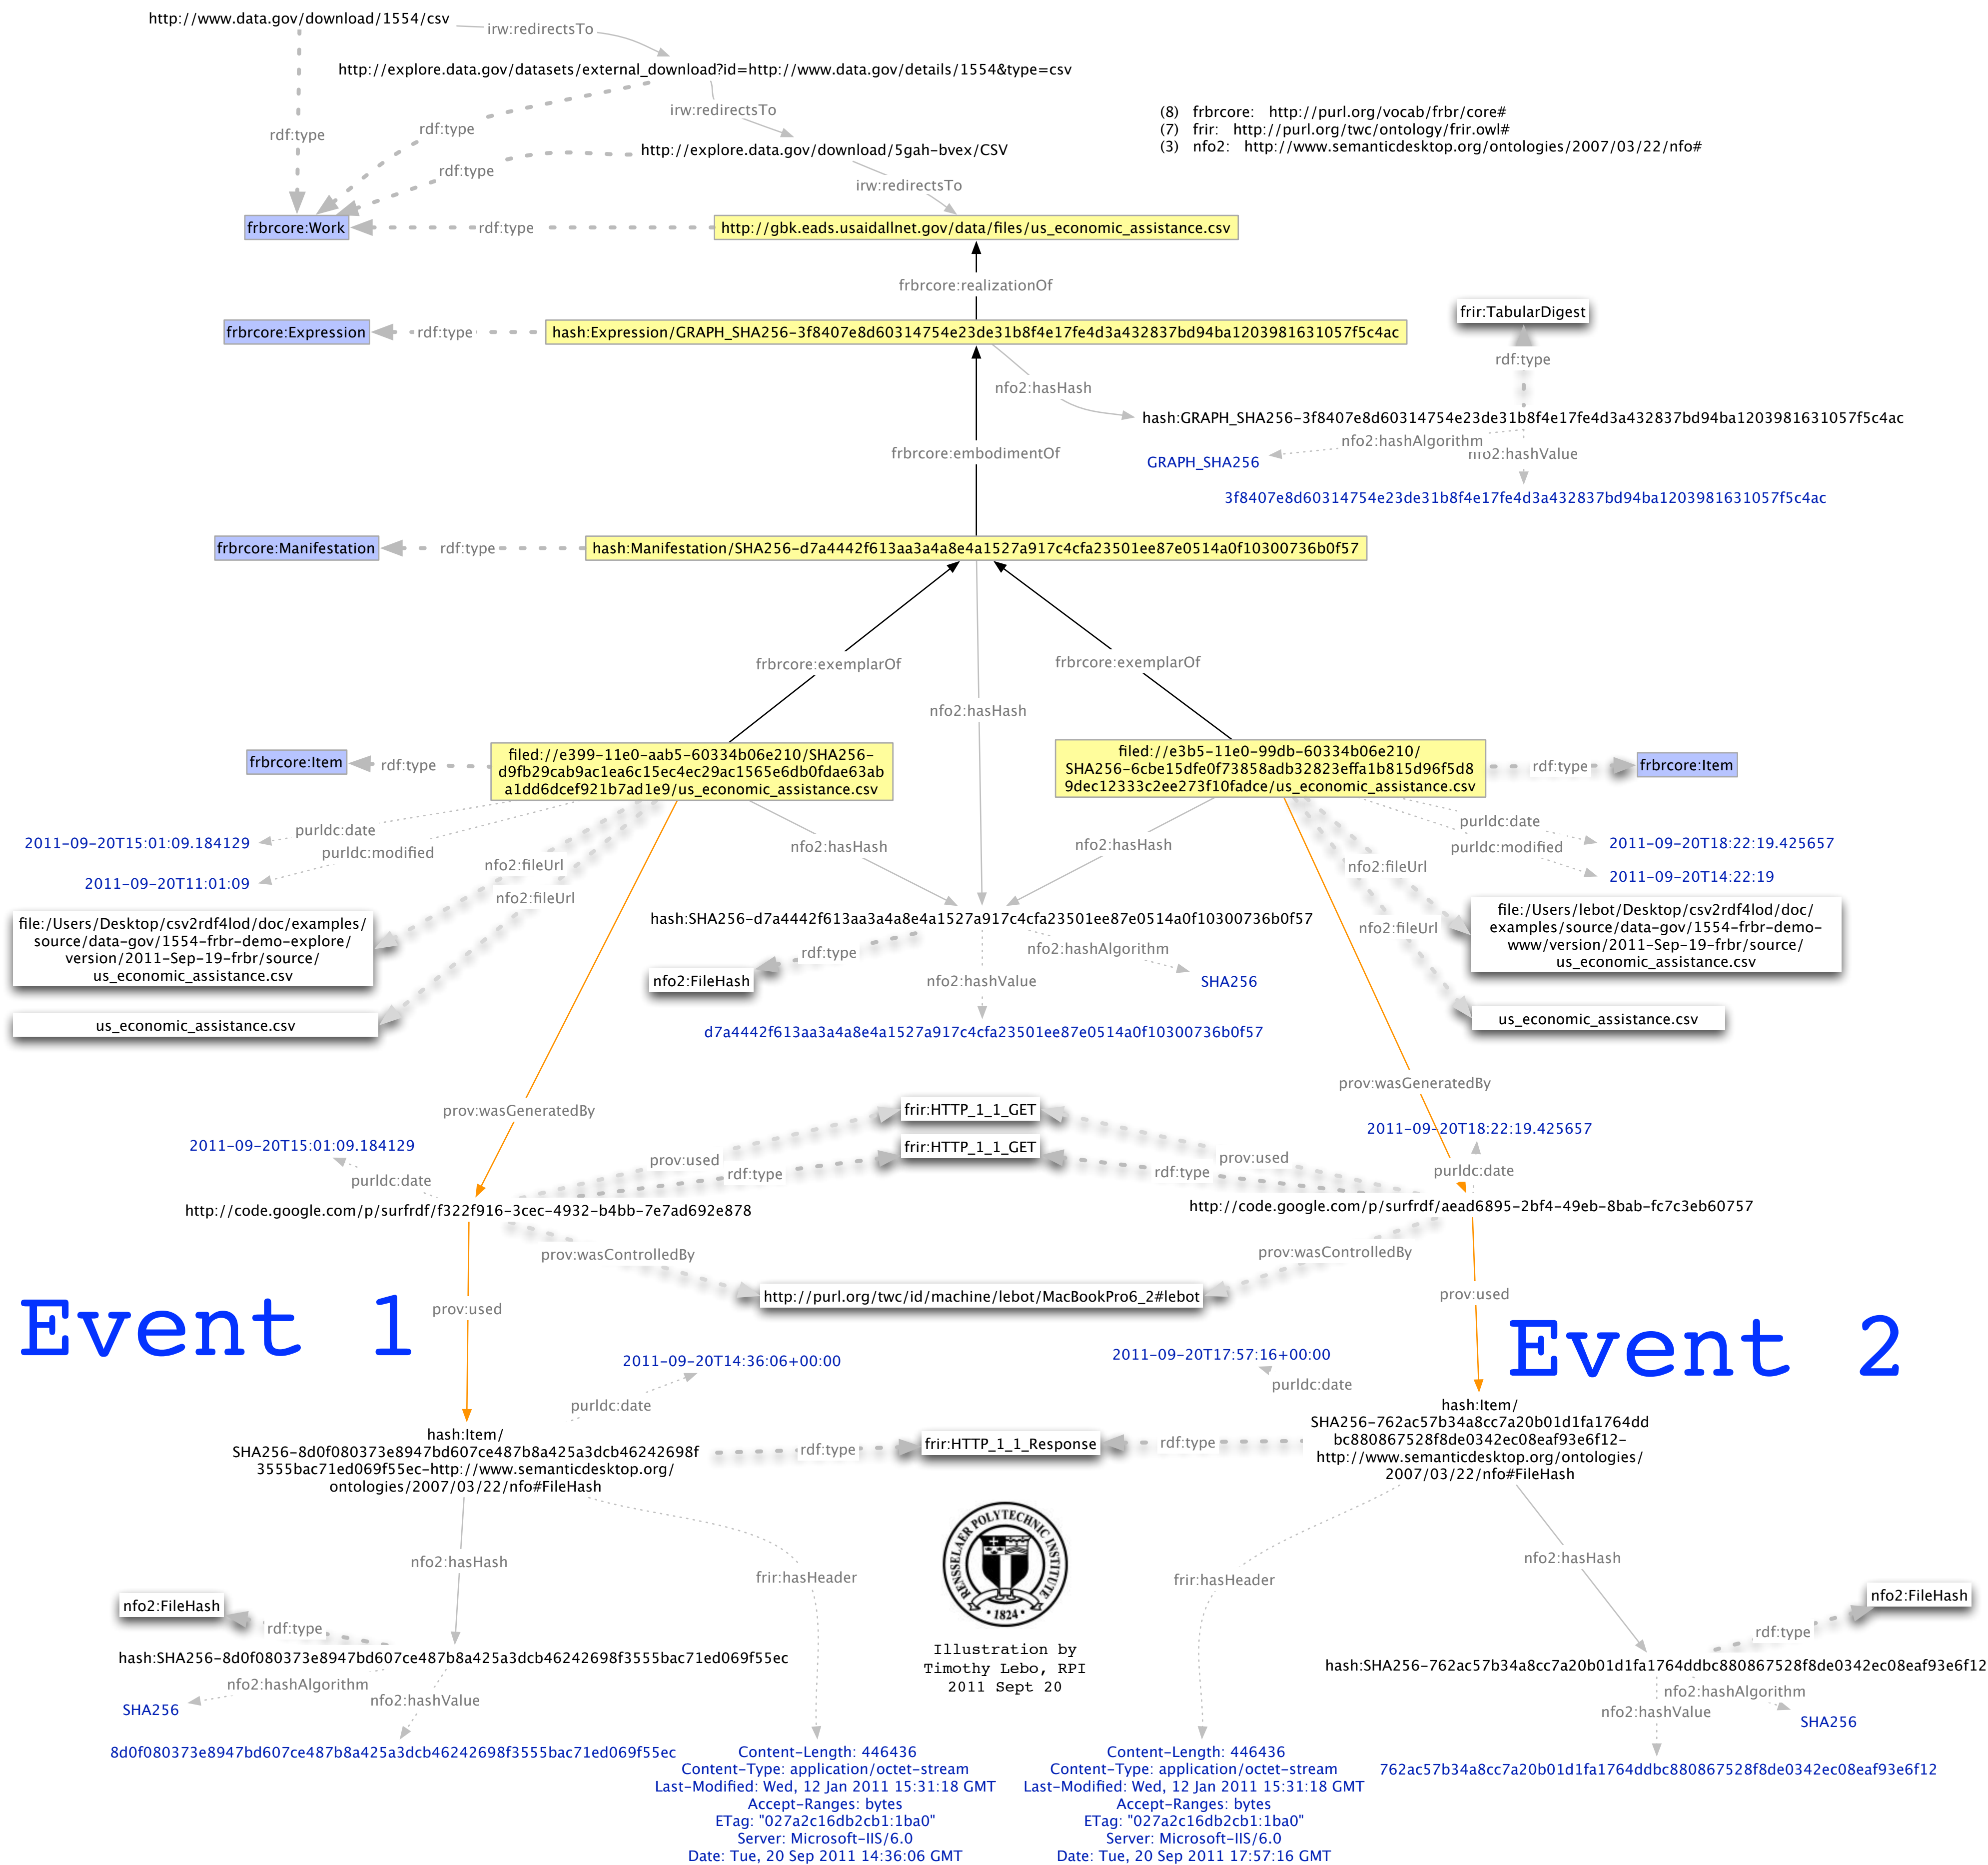 http://www.data.gov/download/1554/csv
irw:redirectsTo
http://explore.data.gov/datasets/external_download?id=http://www.data.gov/details/1554&type=csv
irw:redirectsTo
rdf:type
rdf:type
(8) frbrcore: http://purl.org/vocab/frbr/core#
(7) frir: http://purl.org/twc/ontology/frir.owl#
(3) nfo2: http://www.semanticdesktop.org/ontologies/2007/03/22/nfo#
http://explore.data.gov/download/5gah-bvex/CSV
rdf:type
irw:redirectsTo
frbrcore:Work
rdf:type
http://gbk.eads.usaidallnet.gov/data/files/us_economic_assistance.csv
frbrcore:realizationOf
frir:TabularDigest
frbrcore:Expression
rdf:type
hash:Expression/GRAPH_SHA256-3f8407e8d60314754e23de31b8f4e17fe4d3a432837bd94ba1203981631057f5c4ac
rdf:type
nfo2:hasHash
hash:GRAPH_SHA256-3f8407e8d60314754e23de31b8f4e17fe4d3a432837bd94ba1203981631057f5c4ac
nfo2:hashAlgorithm
frbrcore:embodimentOf
nfo2:hashValue
GRAPH_SHA256
3f8407e8d60314754e23de31b8f4e17fe4d3a432837bd94ba1203981631057f5c4ac
frbrcore:Manifestation
rdf:type
hash:Manifestation/SHA256-d7a4442f613aa3a4a8e4a1527a917c4cfa23501ee87e0514a0f10300736b0f57
frbrcore:exemplarOf
frbrcore:exemplarOf
nfo2:hasHash
frbrcore:Item
rdf:type
filed://e399-11e0-aab5-60334b06e210/SHA256-
d9fb29cab9ac1ea6c15ec4ec29ac1565e6db0fdae63ab
a1dd6dcef921b7ad1e9/us_economic_assistance.csv
filed://e3b5-11e0-99db-60334b06e210/
SHA256-6cbe15dfe0f73858adb32823effa1b815d96f5d8
9dec12333c2ee273f10fadce/us_economic_assistance.csv
rdf:type
frbrcore:Item
purldc:date
2011-09-20T15:01:09.184129
purldc:modified
2011-09-20T11:01:09
nfo2:fileUrl
nfo2:fileUrl
nfo2:hasHash
nfo2:hasHash
purldc:date
2011-09-20T18:22:19.425657
purldc:modified
2011-09-20T14:22:19
nfo2:fileUrl
nfo2:fileUrl
file:/Users/Desktop/csv2rdf4lod/doc/examples/
source/data-gov/1554-frbr-demo-explore/
version/2011-Sep-19-frbr/source/
us_economic_assistance.csv
hash:SHA256-d7a4442f613aa3a4a8e4a1527a917c4cfa23501ee87e0514a0f10300736b0f57
file:/Users/lebot/Desktop/csv2rdf4lod/doc/
examples/source/data-gov/1554-frbr-demo-
www/version/2011-Sep-19-frbr/source/
us_economic_assistance.csv
rdf:type
nfo2:hashAlgorithm
nfo2:FileHash
nfo2:hashValue
SHA256
us_economic_assistance.csv
d7a4442f613aa3a4a8e4a1527a917c4cfa23501ee87e0514a0f10300736b0f57
us_economic_assistance.csv
prov:wasGeneratedBy
prov:wasGeneratedBy
frir:HTTP_1_1_GET
frir:HTTP_1_1_GET
2011-09-20T15:01:09.184129
2011-09-20T18:22:19.425657
prov:used
rdf:type
prov:used
rdf:type
purldc:date
purldc:date
http://code.google.com/p/surfrdf/f322f916-3cec-4932-b4bb-7e7ad692e878
http://code.google.com/p/surfrdf/aead6895-2bf4-49eb-8bab-fc7c3eb60757
prov:wasControlledBy
prov:wasControlledBy
http://purl.org/twc/id/machine/lebot/MacBookPro6_2#lebot
Event 1
prov:used
prov:used
Event 2
2011-09-20T14:36:06+00:00
2011-09-20T17:57:16+00:00
purldc:date
purldc:date
hash:Item/
SHA256-8d0f080373e8947bd607ce487b8a425a3dcb46242698f
3555bac71ed069f55ec-http://www.semanticdesktop.org/
ontologies/2007/03/22/nfo#FileHash
rdf:type
frir:HTTP_1_1_Response
rdf:type
hash:Item/
SHA256-762ac57b34a8cc7a20b01d1fa1764dd
bc880867528f8de0342ec08eaf93e6f12-
http://www.semanticdesktop.org/ontologies/
2007/03/22/nfo#FileHash
nfo2:hasHash
frir:hasHeader
RENSSELAER POLYTECHNIC INSTITUTE
1824
frir:hasHeader
nfo2:hasHash
nfo2:FileHash
rdf:type
nfo2:FileHash
rdf:type
hash:SHA256-8d0f080373e8947bd607ce487b8a425a3dcb46242698f3555bac71ed069f55ec
Illustration by
Timothy Lebo, RPI
2011 Sept 20
hash:SHA256-762ac57b34a8cc7a20b01d1fa1764ddbc880867528f8de0342ec08eaf93e6f12
nfo2:hashAlgorithm
nfo2:hashValue
SHA256
nfo2:hashAlgorithm
nfo2:hashValue
SHA256
8d0f080373e8947bd607ce487b8a425a3dcb46242698f3555bac71ed069f55ec
Content-Length: 446436
Content-Type: application/octet-stream
Last-Modified: Wed, 12 Jan 2011 15:31:18 GMT
Accept-Ranges: bytes
ETag: "027a2c16db2cb1:1ba0"
Server: Microsoft-IIS/6.0
Date: Tue, 20 Sep 2011 14:36:06 GMT
Content-Length: 446436
Content-Type: application/octet-stream
Last-Modified: Wed, 12 Jan 2011 15:31:18 GMT
Accept-Ranges: bytes
ETag: "027a2c16db2cb1:1ba0"
Server: Microsoft-IIS/6.0
Date: Tue, 20 Sep 2011 17:57:16 GMT
762ac57b34a8cc7a20b01d1fa1764ddbc880867528f8de0342ec08eaf93e6f12